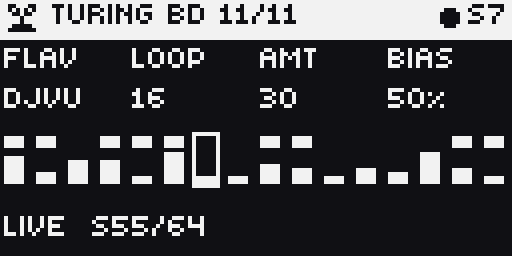 TURING BD 11/11 S7
FLAV LOOP AMT BIAS
DJVU 16 30 50%
LIVE S55/64